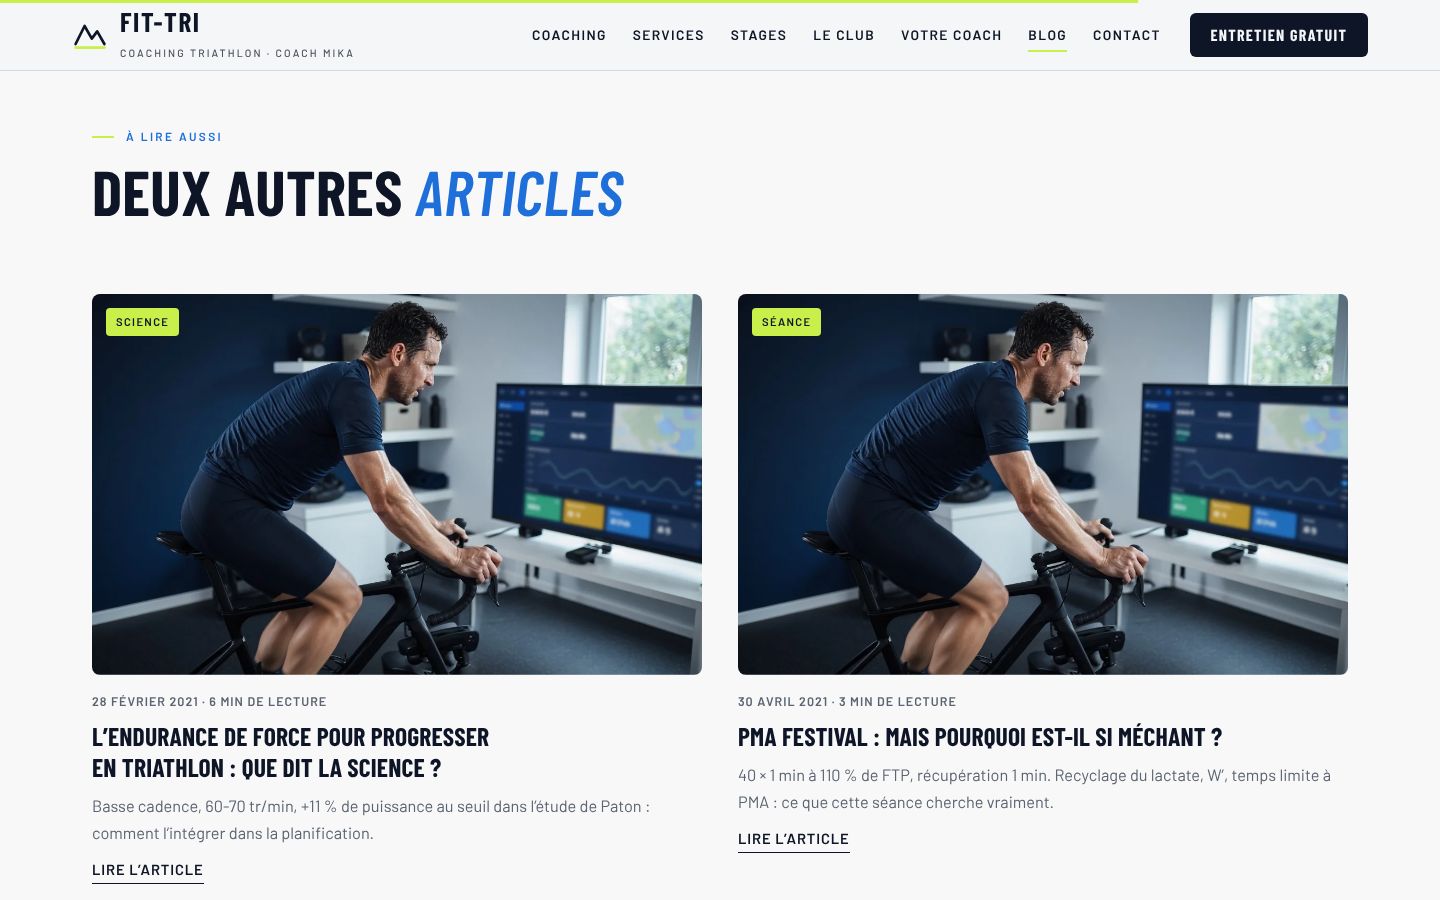 FIT-TRI
COACHING TRIATHLON · COACH MIKA
COACHING
SERVICES
STAGES
LE CLUB
VOTRE COACH
BLOG
CONTACT
ENTRETIEN GRATUIT
À LIRE AUSSI
DEUX AUTRES ARTICLES
SCIENCE
28 FÉVRIER 2021 · 6 MIN DE LECTURE
L’ENDURANCE DE FORCE POUR PROGRESSER
EN TRIATHLON : QUE DIT LA SCIENCE ?
Basse cadence, 60-70 tr/min, +11 % de puissance au seuil dans l’étude de Paton :
comment l’intégrer dans la planification.
LIRE L’ARTICLE
SÉANCE
30 AVRIL 2021 · 3 MIN DE LECTURE
PMA FESTIVAL : MAIS POURQUOI EST-IL SI MÉCHANT ?
40 × 1 min à 110 % de FTP, récupération 1 min. Recyclage du lactate, W’, temps limite à
PMA : ce que cette séance cherche vraiment.
LIRE L’ARTICLE